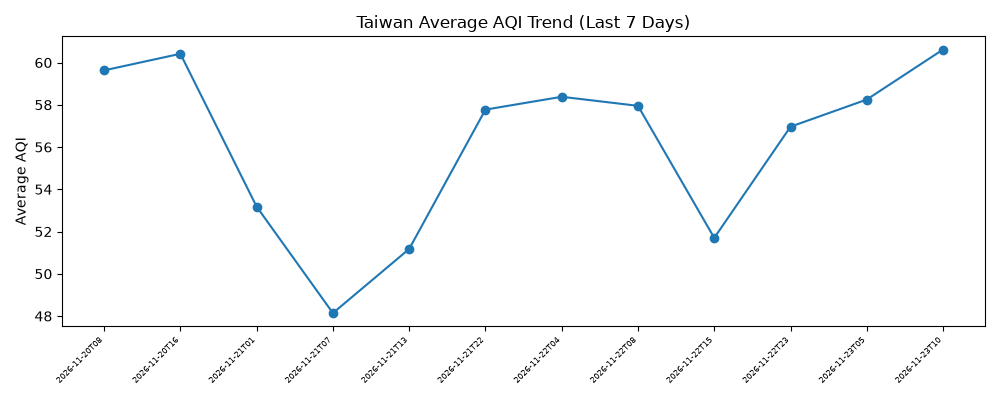 Taiwan Average AQI Trend (Last 7 Days)
Average AQI
60
58
56
54
52
50
48
2026-11-20T08
2026-11-20T16
2026-11-21T01
2026-11-21T07
2026-11-21T13
2026-11-21T22
2026-11-22T04
2026-11-22T08
2026-11-22T15
2026-11-22T23
2026-11-23T05
2026-11-23T10